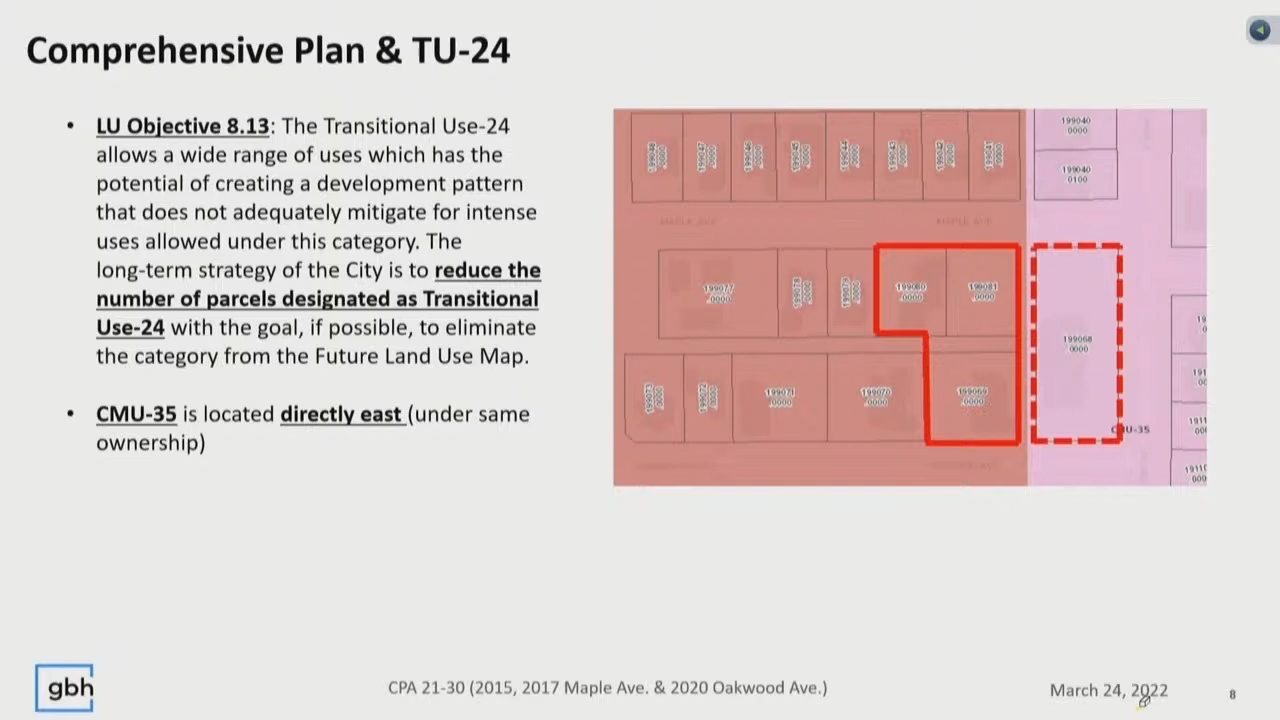 Comprehensive Plan & TU-24
• LU Objective 8.13: The Transitional Use-24
allows a wide range of uses which has the
potential of creating a development pattern
that does not adequately mitigate for intense
uses allowed under this category. The
long-term strategy of the City is to reduce the
number of parcels designated as Transitional
Use-24 with the goal, if possible, to eliminate
the category from the Future Land Use Map.
• CMU-35 is located directly east (under same
ownership)
199040
0000
199040
0100
MAPLE AVE
MAPLE AVE
199077
.0000
199080
.0000
199081
.0000
199068
0000
199071
.0000
199070
.0000
199069
.0000
CMU-35
gbh
CPA 21-30 (2015, 2017 Maple Ave. & 2020 Oakwood Ave.)
March 24, 2022
8